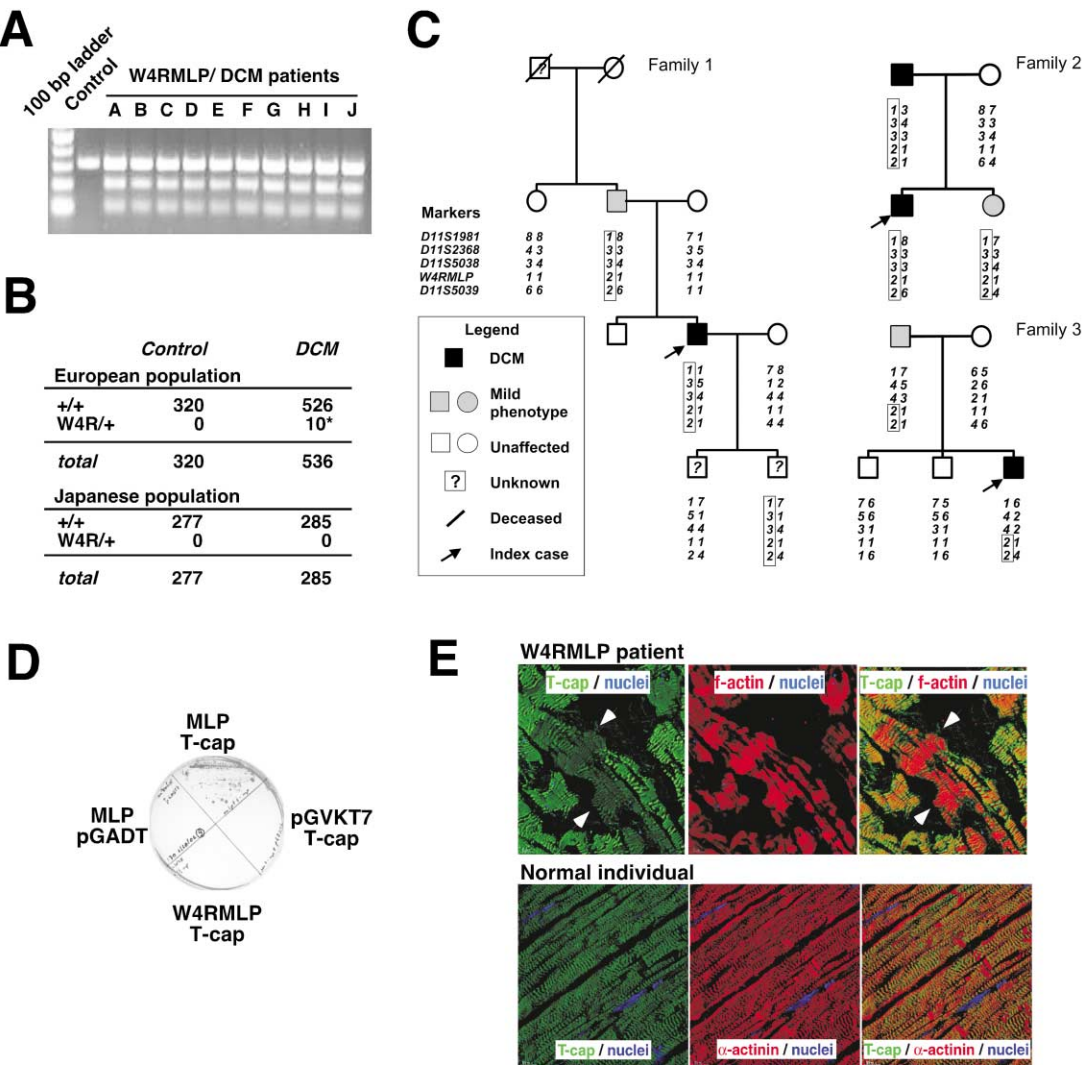 A
100 bp ladder
Control
W4RMLP/ DCM patients
A B C D E F G H I J
B
Control DCM
European population
+/+ 320 526
W4R/+ 0 10*
total 320 536
Japanese population
+/+ 277 285
W4R/+ 0 0
total 277 285
C
Family 1
Markers
D11S1981 8 8 1 8 7 1
D11S2368 4 3 3 3 3 5
D11S5038 3 4 3 4 3 4
W4RMLP 1 1 2 1 1 1
D11S5039 6 6 2 6 1 1
?
1 1 7 8
3 5 1 2
3 4 4 4
2 1 1 1
2 1 4 4
? ?
1 7 1 7
5 1 3 1
4 4 3 4
1 1 2 1
2 4 2 4
Legend
DCM
Mild
phenotype
Unaffected
? Unknown
Deceased
Index case
Family 2
1 3 8 7
3 4 3 3
3 3 3 4
2 1 1 1
2 1 6 4
1 8 1 7
3 3 3 3
3 3 3 4
2 1 2 1
2 6 2 4
Family 3
1 7 6 5
4 5 2 6
4 3 2 1
2 1 1 1
2 1 4 6
7 6 7 5 1 6
5 6 5 6 4 2
3 1 3 1 4 2
1 1 1 1 2 1
1 6 1 6 2 4
D
MLP
T-cap
MLP
pGADT
pGVKT7
T-cap
W4RMLP
T-cap
E
W4RMLP patient
T-cap / nuclei
f-actin / nuclei
T-cap / f-actin / nuclei
Normal individual
T-cap / nuclei
α-actinin / nuclei
T-cap / α-actinin / nuclei